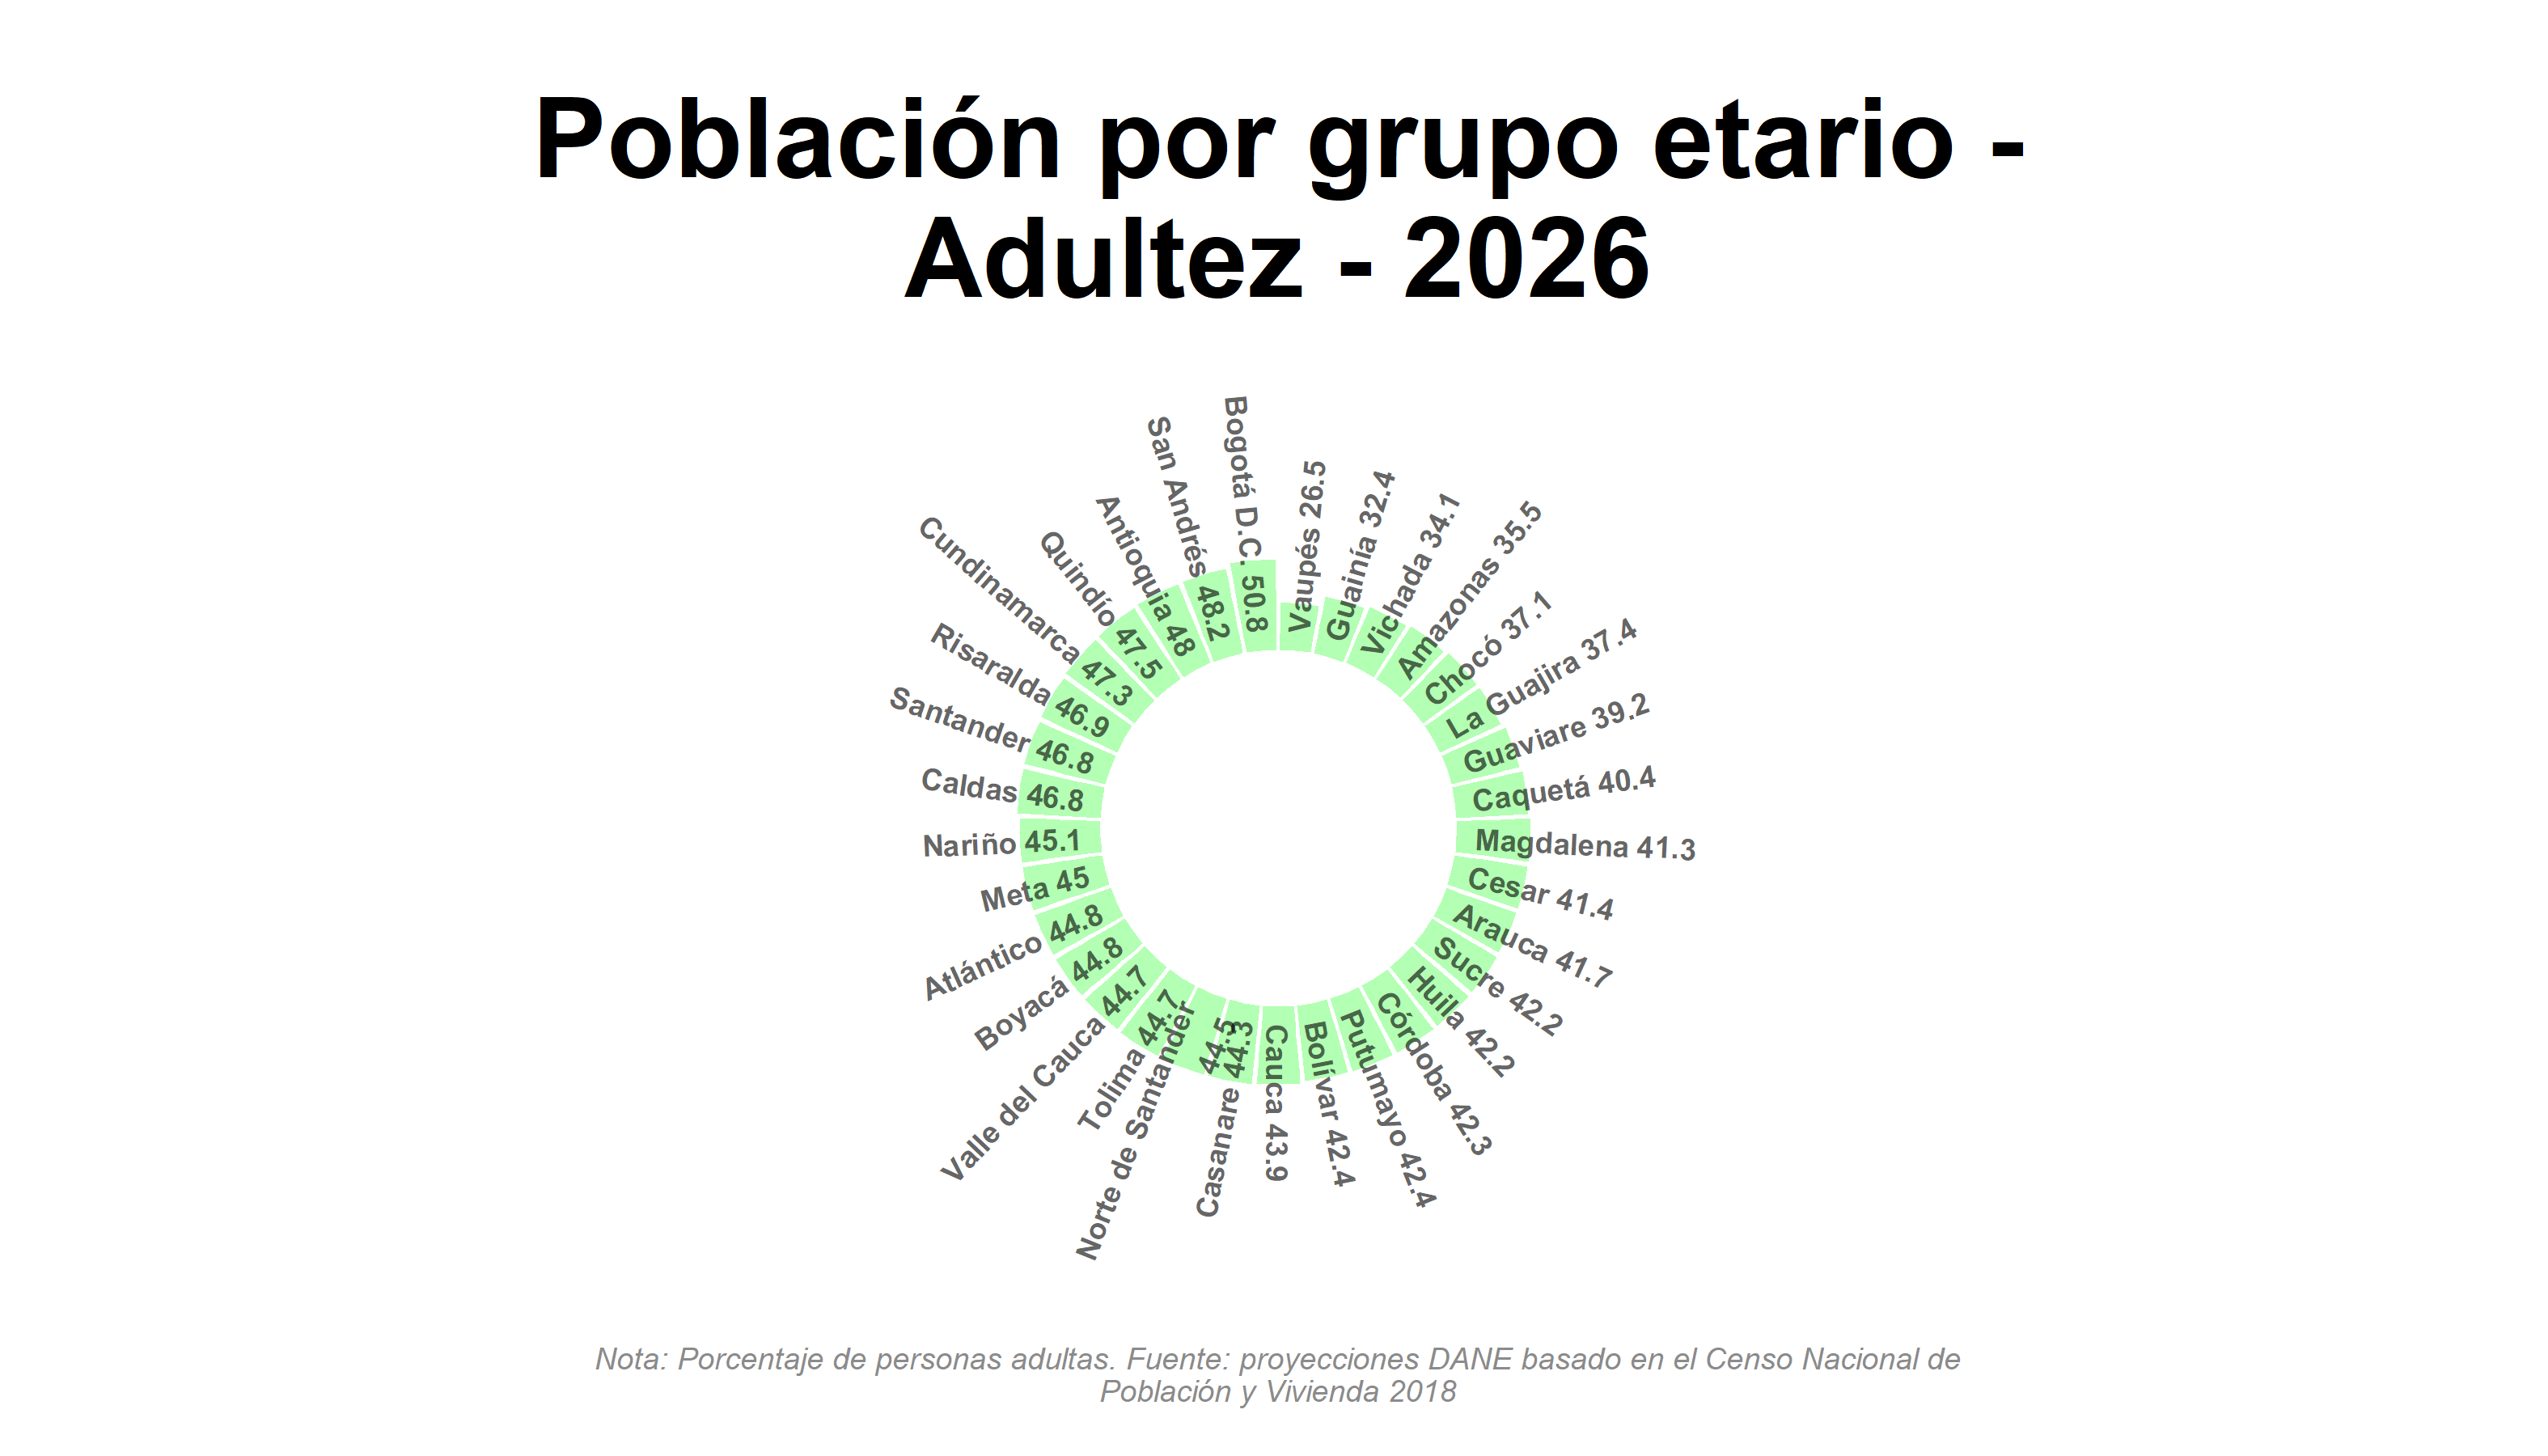 Población por grupo etario -
Adultez - 2026
Vaupés 26.5
Guainía 32.4
Vichada 34.1
Amazonas 35.5
Chocó 37.1
La Guajira 37.4
Guaviare 39.2
Caquetá 40.4
Magdalena 41.3
Cesar 41.4
Arauca 41.7
Sucre 42.2
Huila 42.2
Córdoba 42.3
Putumayo 42.4
Bolívar 42.4
Cauca 43.9
Casanare 44.3
Norte de Santander 44.5
Tolima 44.7
Valle del Cauca 44.7
Boyacá 44.8
Atlántico 44.8
Meta 45
Nariño 45.1
Caldas 46.8
Santander 46.8
Risaralda 46.9
Cundinamarca 47.3
Quindío 47.5
Antioquia 48
San Andrés 48.2
Bogotá D.C. 50.8
Nota: Porcentaje de personas adultas. Fuente: proyecciones DANE basado en el Censo Nacional de
Población y Vivienda 2018